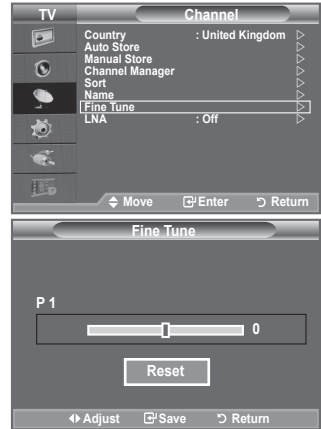 TV Channel
Country : United Kingdom
Auto Store
Manual Store
Channel Manager
Sort
Name
Fine Tune
LNA : Off
Move Enter Return
Fine Tune
P 1
0
Reset
Adjust Save Return